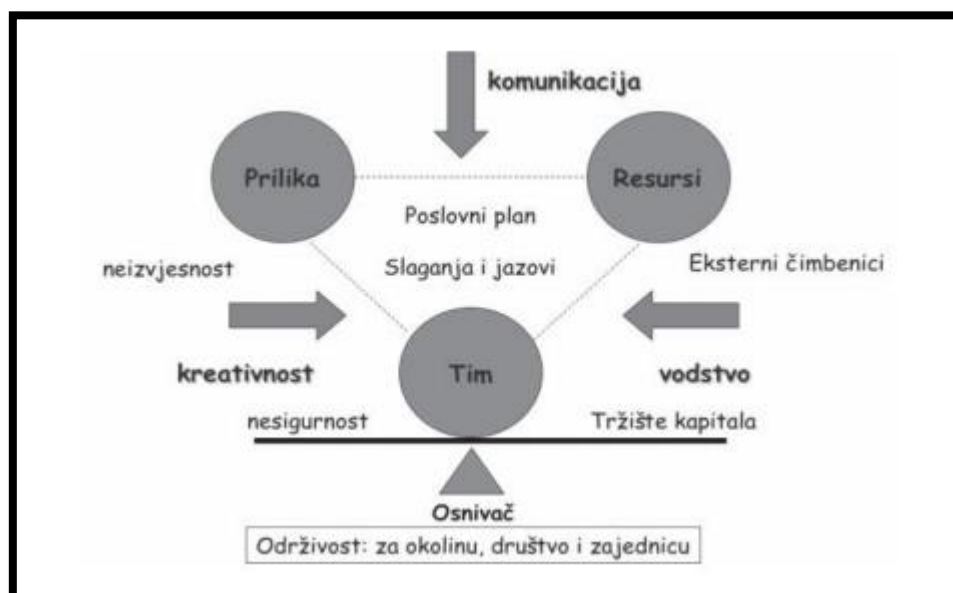 komunikacija
Prilika
Resursi
Poslovni plan
neizvjesnost
Slaganja i jazovi
Eksterni čimbenici
kreativnost
Tim
vodstvo
nesigurnost
Tržište kapitala
Osnivač
Održivost: za okolinu, društvo i zajednicu